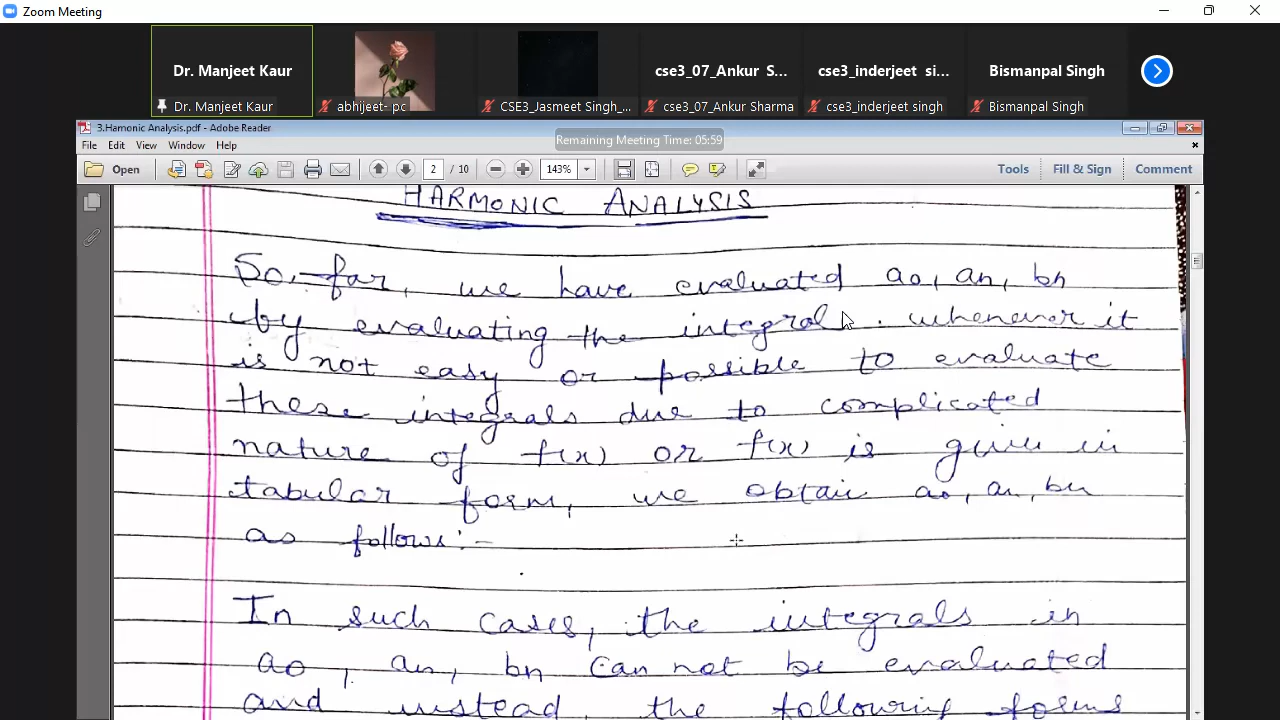 Zoom Meeting
Dr. Manjeet Kaur
cse3_07_Ankur S...
cse3_inderjeet si...
Bismanpal Singh
Dr. Manjeet Kaur
abhijeet- pc
CSE3_Jasmeet Singh_...
cse3_07_Ankur Sharma
cse3_inderjeet singh
Bismanpal Singh
3.Hamonic Analysis.pdf - Adobe Reader
Remaining Meeting Time: 05:59
File Edit View Window Help
Open
2 / 10
143%
Tools Fill & Sign Comment
HARMONIC ANALYSIS
So, far, we have evaluated ao, an, bn
by evaluating the integral. whenever it
is not easy or possible to evaluate
these integrals due to complicated
nature of f(x) or f(x) is given in
tabular form, we obtain ao, an, bn
as follows:-
In such cases, the integrals in
ao, an, bn can not be evaluated
and instead, the following forms